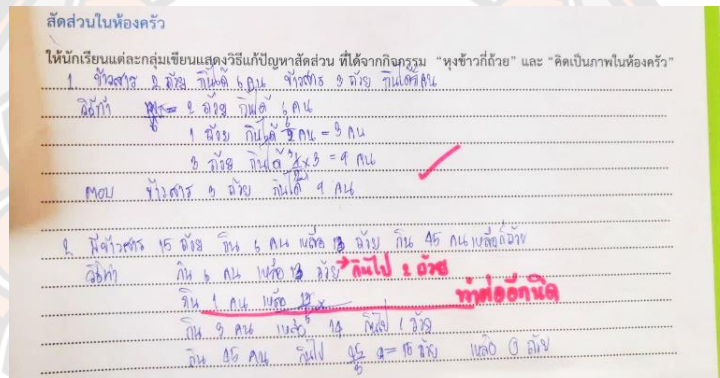 สัดส่วนในห้องครัว
ให้นักเรียนแต่ละกลุ่มเขียนแสดงวิธีแก้ปัญหาสัดส่วน ที่ได้จากกิจกรรม "หุงข้าวกี่ถ้วย" และ "คิดเป็นภาพในห้องครัว"
1. ข้าวสาร 2 ถ้วย กินได้ 6 คน ข้าวสาร 3 ถ้วย กินได้กี่คน
วิธีทำ 2 ถ้วย กินได้ 6 คน
1 ถ้วย กินได้ = 3 คน
3 ถ้วย กินได้ x3 = 9 คน
ตอบ ข้าวสาร 3 ถ้วย กินได้ 9 คน
2. มีข้าวสาร 15 ถ้วย กิน 6 คน เหลือ 13 ถ้วย กิน 45 คน เหลือกี่ถ้วย
วิธีทำ กิน 6 คน เหลือ 13 ถ้วย → กินไป 2 ถ้วย
กิน 1 คน เหลือ ทำต่ออีกนิด
กิน 3 คน เหลือ 14 กินไป 1 ถ้วย
กิน 45 คน กินไป = 15 ถ้วย เหลือ 0 ถ้วย